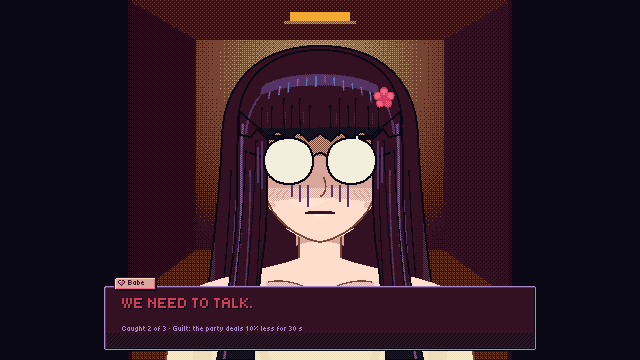 Babe
WE NEED TO TALK.
Caught 2 of 3 - Guilt: the party deals 10% less for 30 s